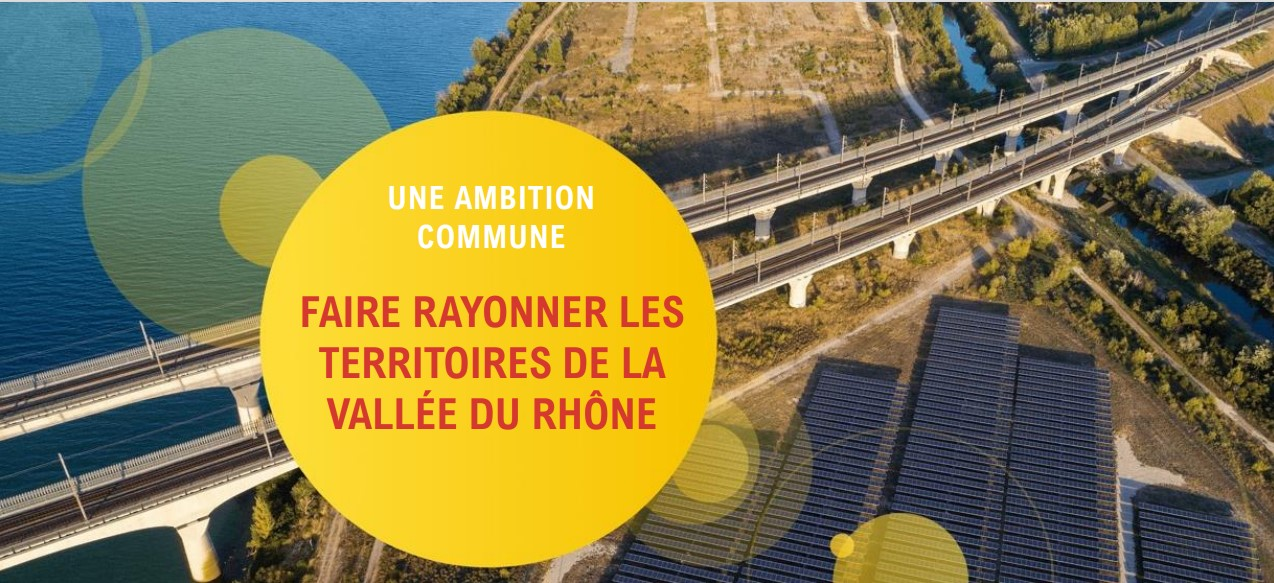 UNE AMBITION
COMMUNE
FAIRE RAYONNER LES
TERRITOIRES DE LA
VALLÉE DU RHÔNE